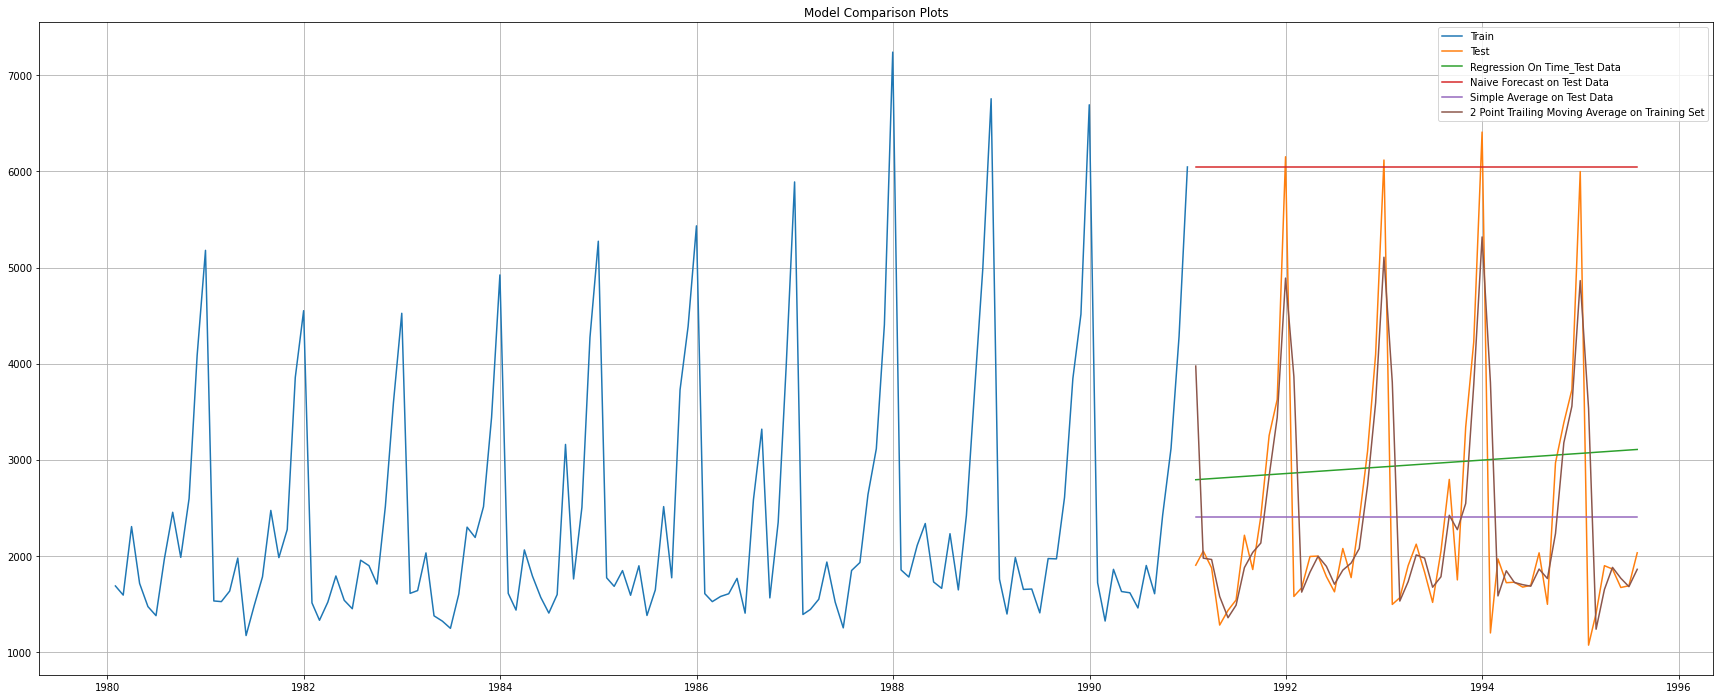 Model Comparison Plots
Train
Test
Regression On Time_Test Data
Naive Forecast on Test Data
Simple Average on Test Data
2 Point Trailing Moving Average on Training Set
7000
6000
5000
4000
3000
2000
1000
1980 1982 1984 1986 1988 1990 1992 1994 1996